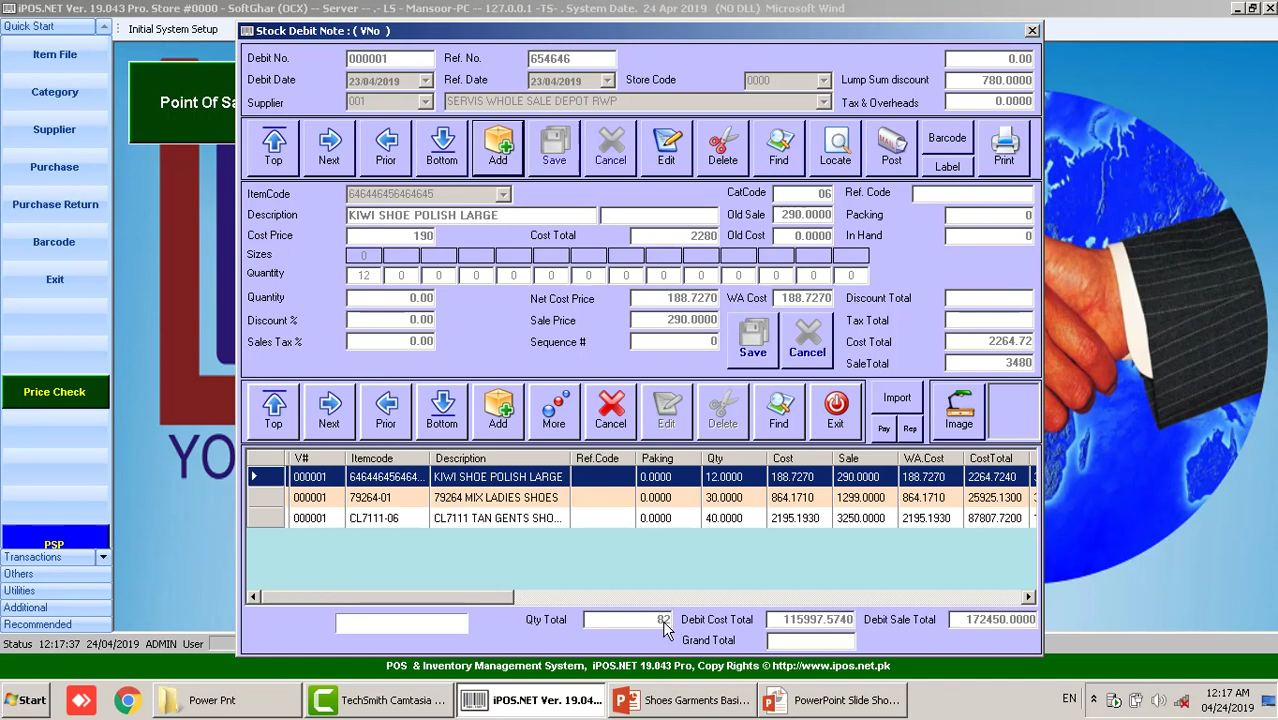 iPOS.NET Ver. 19.043 Pro. Store #0000 - SoftGhar (OCX) -- Server -- .- LS - Mansoor-PC -- 127.0.0.1 -TS- . System Date. 24 Apr 2019 (NO DLL) Microsoft Wind
Quick Start
Initial System Setup
Item File
Category
Supplier
Purchase
Purchase Return
Barcode
Exit
Price Check
PSP
Transactions
Others
Utilities
Additional
Recommended
Point Of Sa
YO
Stock Debit Note : ( VNo )
Debit No. 000001 Ref. No. 654646 0.00
Debit Date 23/04/2019 Ref. Date 23/04/2019 Store Code 0000 Lump Sum discount 780.0000
Supplier 001 SERVIS WHOLE SALE DEPOT RWP Tax & Overheads 0.0000
Top Next Prior Bottom Add Save Cancel Edit Delete Find Locate Post Barcode Label Print
ItemCode 646446456464645 CatCode 06 Ref. Code
Description KIWI SHOE POLISH LARGE Old Sale 290.0000 Packing 0
Cost Price 190 Cost Total 2280 Old Cost 0.0000 In Hand 0
Sizes 0
Quantity 12 0 0 0 0 0 0 0 0 0 0 0 0 0
Quantity 0.00 Net Cost Price 188.7270 WA Cost 188.7270 Discount Total
Discount % 0.00 Sale Price 290.0000 Tax Total
Sales Tax % 0.00 Sequence # 0 Save Cancel Cost Total 2264.72
SaleTotal 3480
Top Next Prior Bottom Add More Cancel Edit Delete Find Exit Import Pay Rep Image
V# Itemcode Description Ref.Code Paking Qty Cost Sale WA.Cost CostTotal
000001 646446456464... KIWI SHOE POLISH LARGE 0.0000 12.0000 188.7270 290.0000 188.7270 2264.7240
000001 79264-01 79264 MIX LADIES SHOES 0.0000 30.0000 864.1710 1299.0000 864.1710 25925.1300
000001 CL7111-06 CL7111 TAN GENTS SHO... 0.0000 40.0000 2195.1930 3250.0000 2195.1930 87807.7200
Qty Total 82 Debit Cost Total 115997.5740 Debit Sale Total 172450.0000
Grand Total
Status 12:17:37 24/04/2019 ADMIN User
POS & Inventory Management System, iPOS.NET 19.043 Pro, Copy Rights © http://www.ipos.net.pk
Start Power Pnt TechSmith Camtasia ... iPOS.NET Ver. 19.04... Shoes Garments Basi... PowerPoint Slide Sho... EN 12:17 AM
04/24/2019